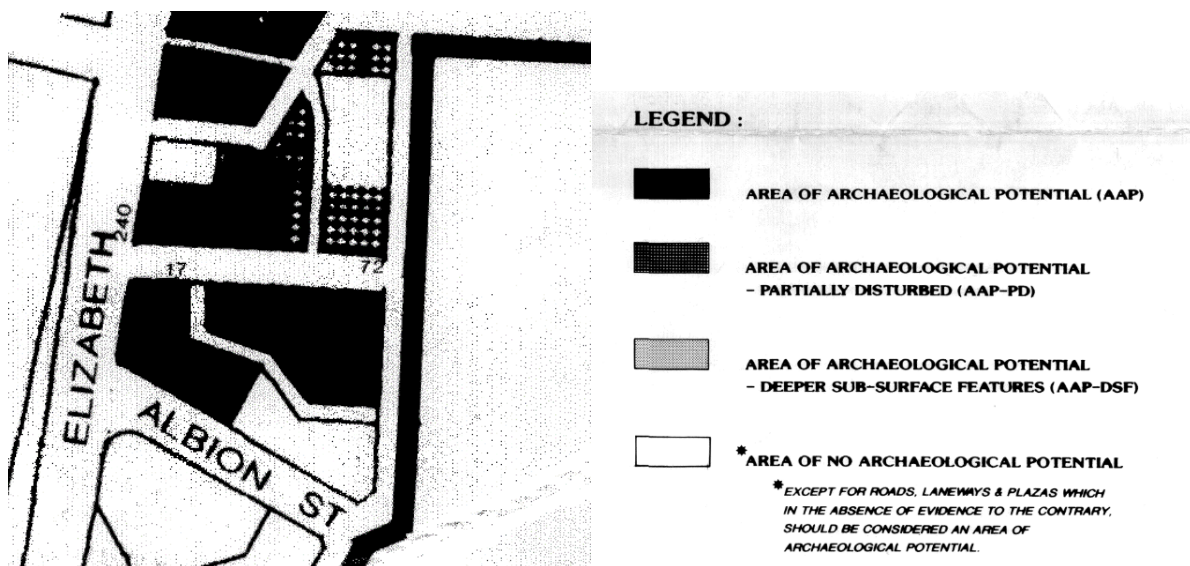 240
17
72
ELIZABETH
ALBION ST
LEGEND :
AREA OF ARCHAEOLOGICAL POTENTIAL (AAP)
AREA OF ARCHAEOLOGICAL POTENTIAL
– PARTIALLY DISTURBED (AAP–PD)
AREA OF ARCHAEOLOGICAL POTENTIAL
– DEEPER SUB–SURFACE FEATURES (AAP–DSF)
*AREA OF NO ARCHAEOLOGICAL POTENTIAL
*EXCEPT FOR ROADS, LANEWAYS & PLAZAS WHICH
IN THE ABSENCE OF EVIDENCE TO THE CONTRARY,
SHOULD BE CONSIDERED AN AREA OF
ARCHAEOLOGICAL POTENTIAL.